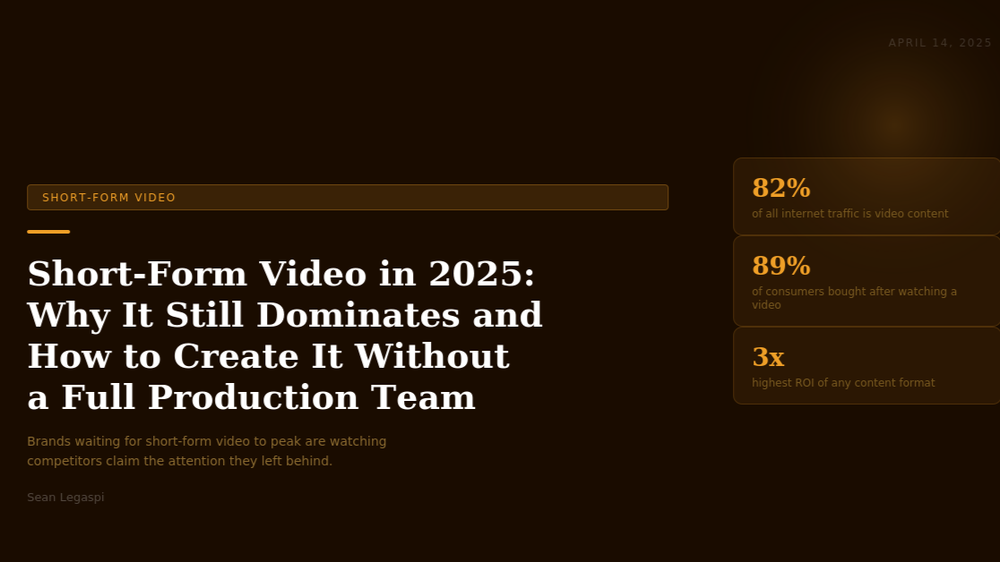 APRIL 14, 2025
SHORT-FORM VIDEO
Short-Form Video in 2025:
Why It Still Dominates and
How to Create It Without
a Full Production Team
Brands waiting for short-form video to peak are watching
competitors claim the attention they left behind.
Sean Legaspi
82%
of all internet traffic is video content
89%
of consumers bought after watching a
video
3x
highest ROI of any content format